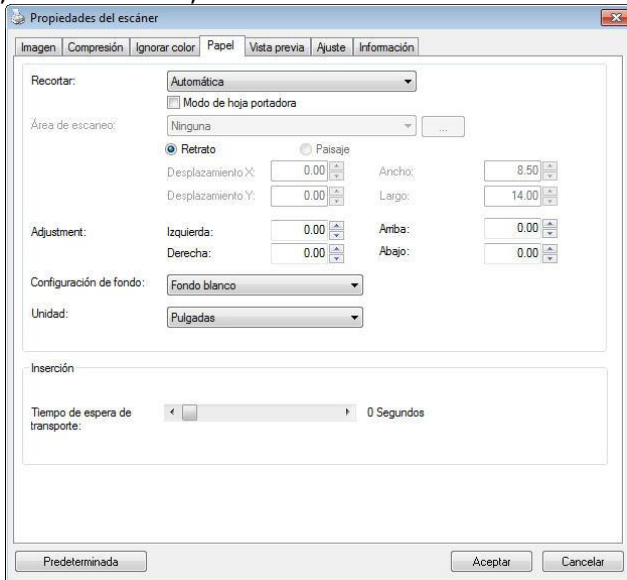 Propiedades del escáner
Imagen Compresión Ignorar color Papel Vista previa Ajuste Información
Recortar: Automática
Modo de hoja portadora
Área de escaneo: Ninguna ...
Retrato Paisaje
Desplazamiento X: 0.00 Ancho: 8.50
Desplazamiento Y: 0.00 Largo: 14.00
Adjustment: Izquierda: 0.00 Arriba: 0.00
Derecha: 0.00 Abajo: 0.00
Configuración de fondo: Fondo blanco
Unidad: Pulgadas
Inserción
Tiempo de espera de
transporte: 0 Segundos
Predeterminada Aceptar Cancelar